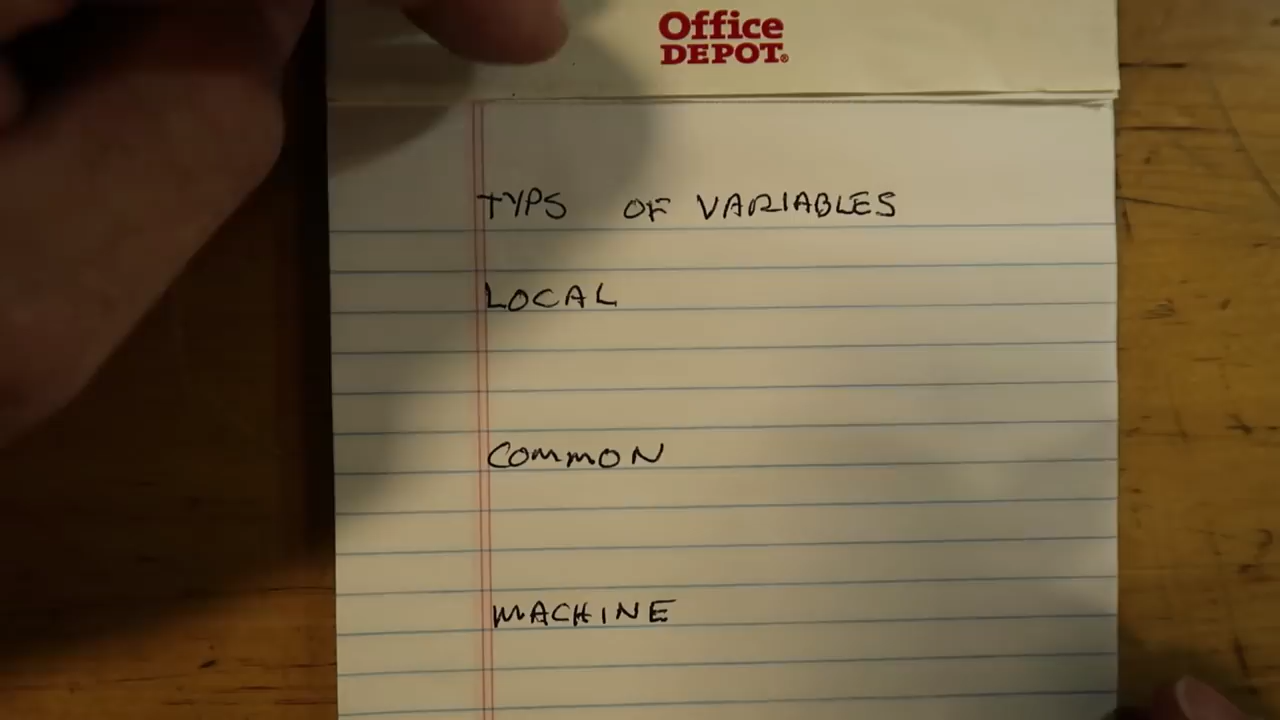 Office
DEPOT®
TYPS OF VARIABLES
LOCAL
COMMON
MACHINE